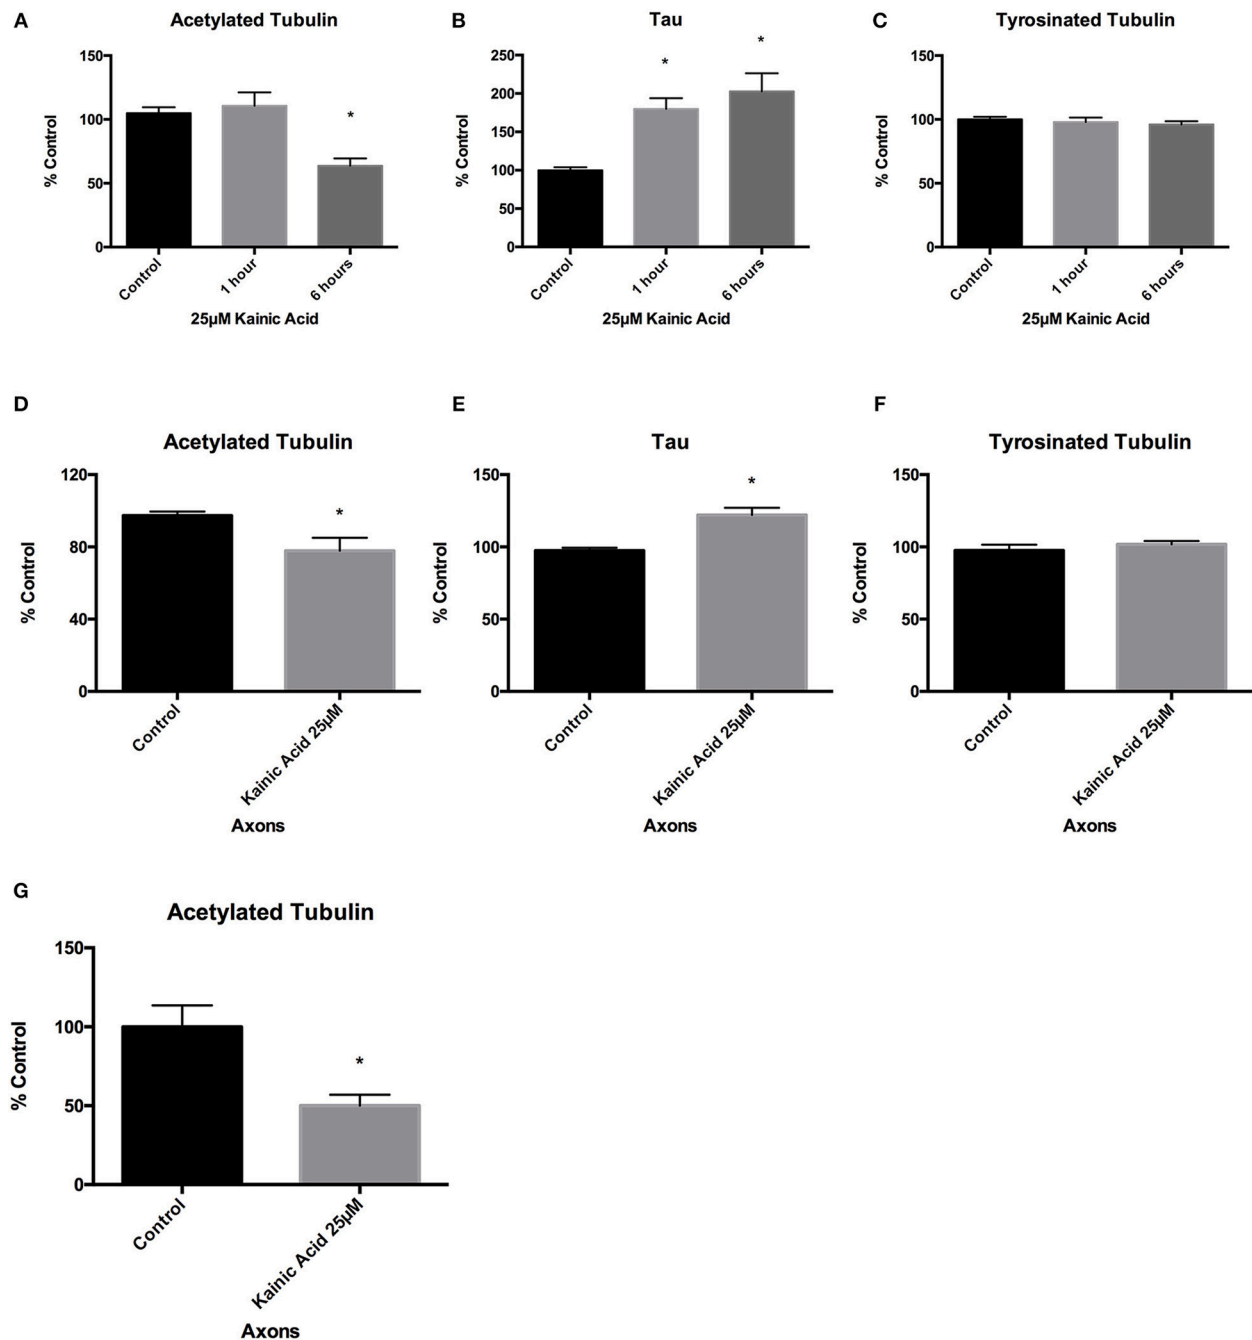 A
Acetylated Tubulin
150
100
50
0
% Control
*
Control
1 hour
6 hours
25µM Kainic Acid
B
Tau
250
200
150
100
50
0
% Control
*
*
Control
1 hour
6 hours
25µM Kainic Acid
C
Tyrosinated Tubulin
150
100
50
0
% Control
Control
1 hour
6 hours
25µM Kainic Acid
D
Acetylated Tubulin
120
80
40
0
% Control
*
Control
Kainic Acid 25µM
Axons
E
Tau
150
100
50
0
% Control
*
Control
Kainic Acid 25µM
Axons
F
Tyrosinated Tubulin
150
100
50
0
% Control
Control
Kainic Acid 25µM
Axons
G
Acetylated Tubulin
150
100
50
0
% Control
*
Control
Kainic Acid 25µM
Axons